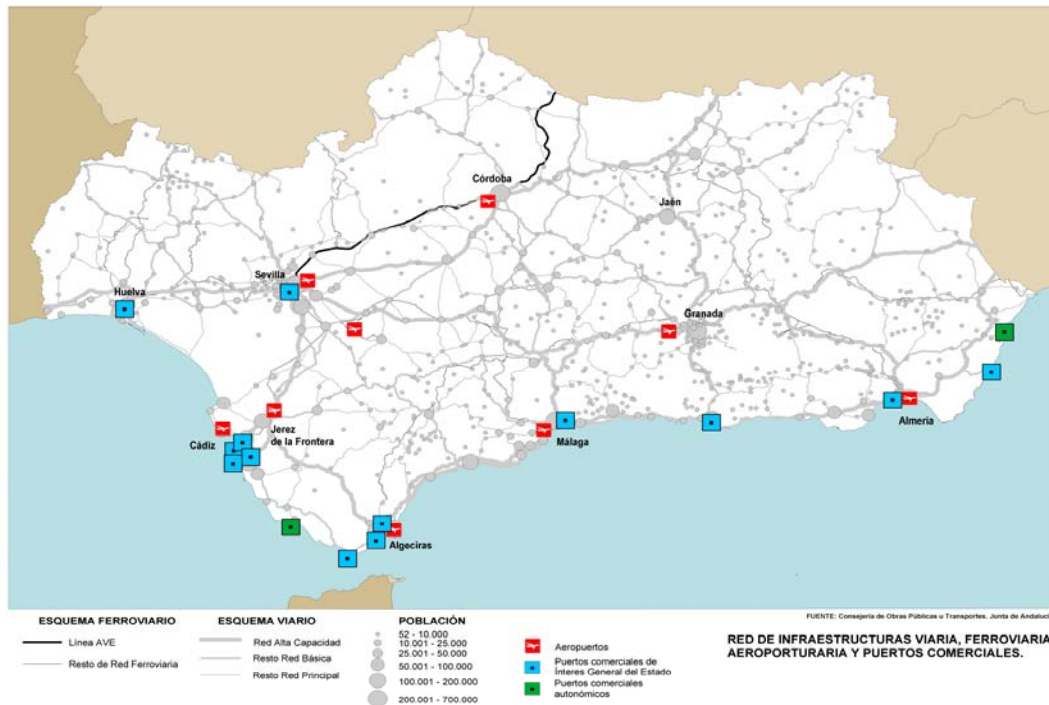 Córdoba
Jaén
Sevilla
Huelva
Granada
Jerez
de la Frontera
Cádiz
Málaga
Almería
Algeciras
FUENTE: Consejería de Obras Públicas u Transportes. Junta de Andalucí
ESQUEMA FERROVIARIO
Línea AVE
Resto de Red Ferroviaria
ESQUEMA VIARIO
Red Alta Capacidad
Resto Red Básica
Resto Red Principal
POBLACIÓN
52 - 10.000
10.001 - 25.000
25.001 - 50.000
50.001 - 100.000
100.001 - 200.000
200.001 - 700.000
Aeropuertos
Puertos comerciales de
Ínteres General del Estado
Puertos comerciales
autonómicos
RED DE INFRAESTRUCTURAS VIARIA, FERROVIARIA
AEROPORTURARIA Y PUERTOS COMERCIALES.